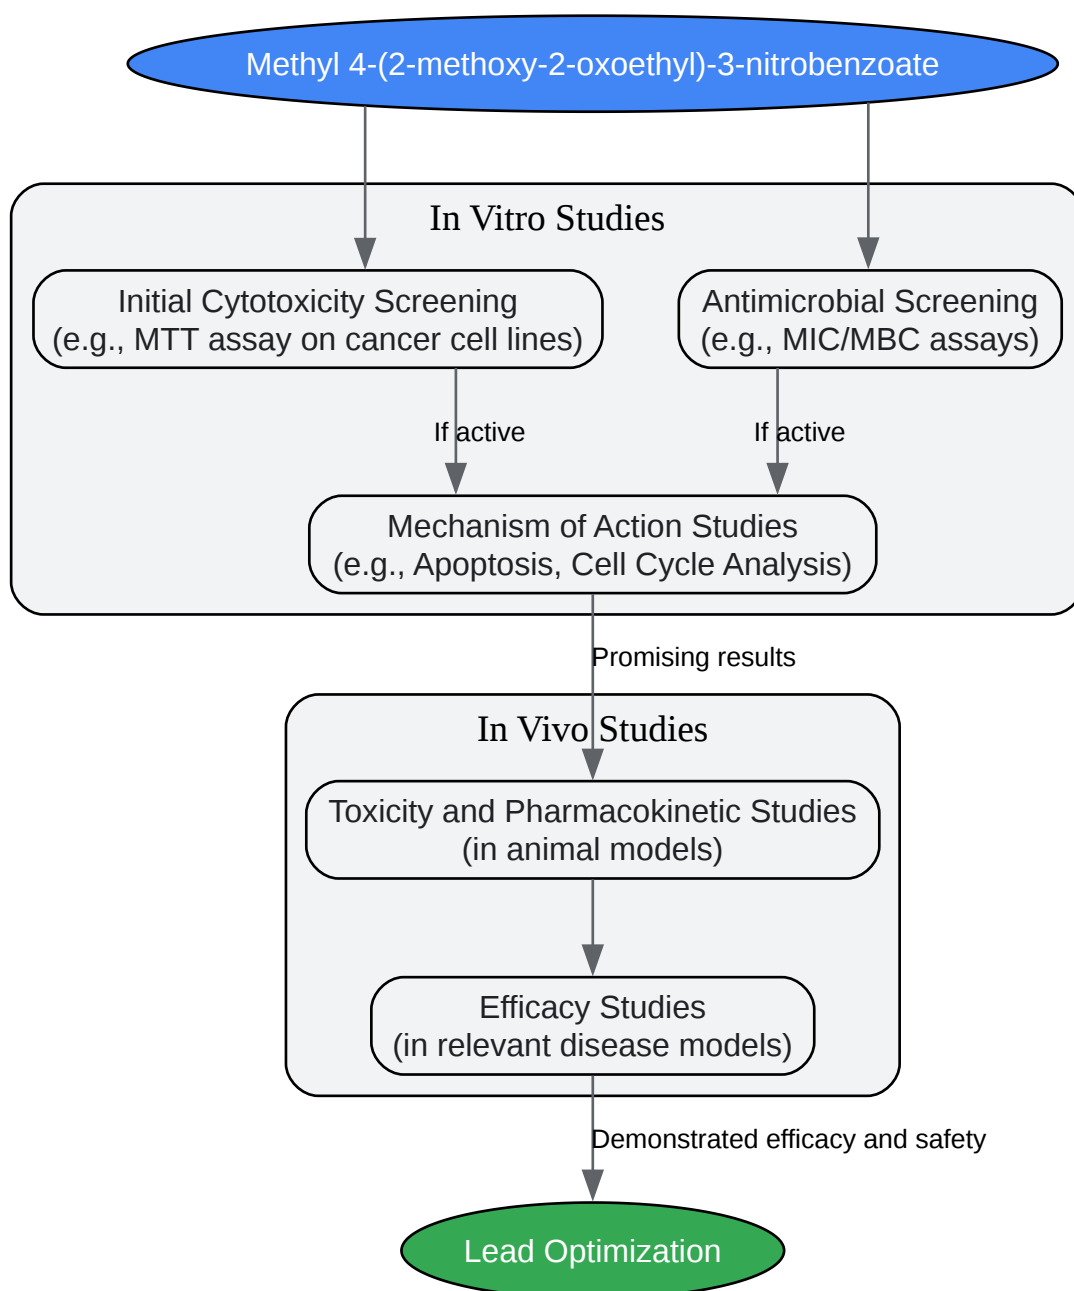 Methyl 4-(2-methoxy-2-oxoethyl)-3-nitrobenzoate
In Vitro Studies
Initial Cytotoxicity Screening
(e.g., MTT assay on cancer cell lines)
Antimicrobial Screening
(e.g., MIC/MBC assays)
If active
If active
Mechanism of Action Studies
(e.g., Apoptosis, Cell Cycle Analysis)
Promising results
In Vivo Studies
Toxicity and Pharmacokinetic Studies
(in animal models)
Efficacy Studies
(in relevant disease models)
Demonstrated efficacy and safety
Lead Optimization